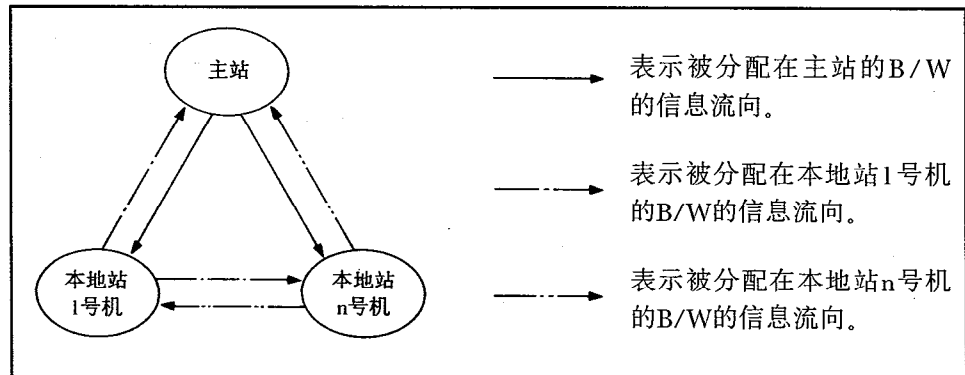 主站
本地站
1号机
本地站
n号机
表示被分配在主站的B/W
的信息流向。
表示被分配在本地站1号机
的B/W的信息流向。
表示被分配在本地站n号机
的B/W的信息流向。